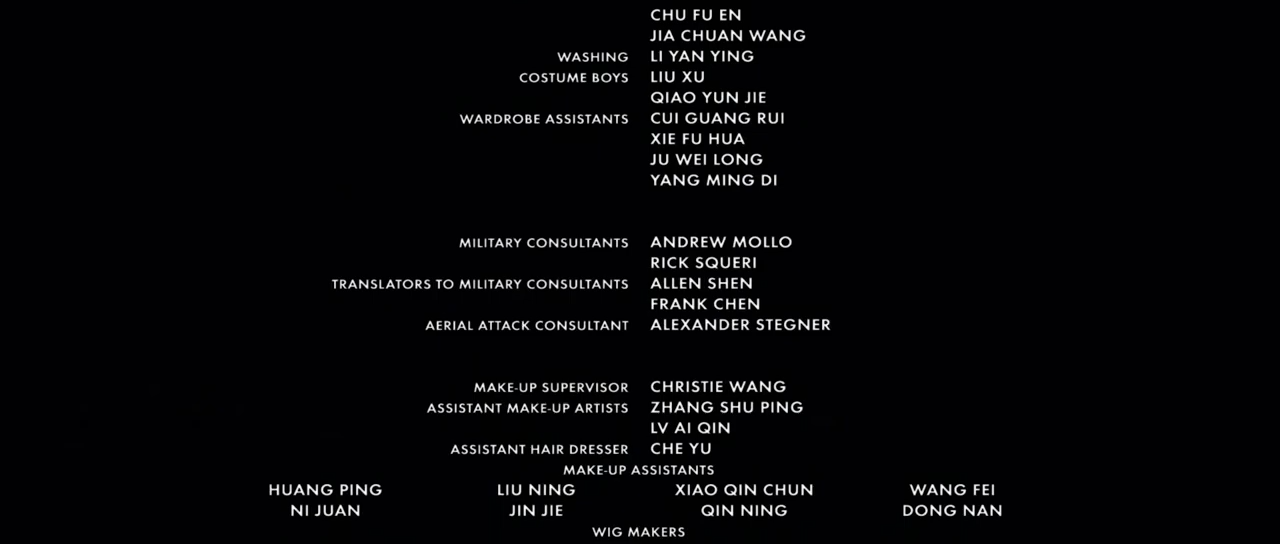 CHU FU EN
JIA CHUAN WANG
WASHING LI YAN YING
COSTUME BOYS LIU XU
QIAO YUN JIE
WARDROBE ASSISTANTS CUI GUANG RUI
XIE FU HUA
JU WEI LONG
YANG MING DI
MILITARY CONSULTANTS ANDREW MOLLO
RICK SQUERI
TRANSLATORS TO MILITARY CONSULTANTS ALLEN SHEN
FRANK CHEN
AERIAL ATTACK CONSULTANT ALEXANDER STEGNER
MAKE-UP SUPERVISOR CHRISTIE WANG
ASSISTANT MAKE-UP ARTISTS ZHANG SHU PING
LV AI QIN
ASSISTANT HAIR DRESSER CHE YU
MAKE-UP ASSISTANTS
HUANG PING LIU NING XIAO QIN CHUN WANG FEI
NI JUAN JIN JIE QIN NING DONG NAN
WIG MAKERS